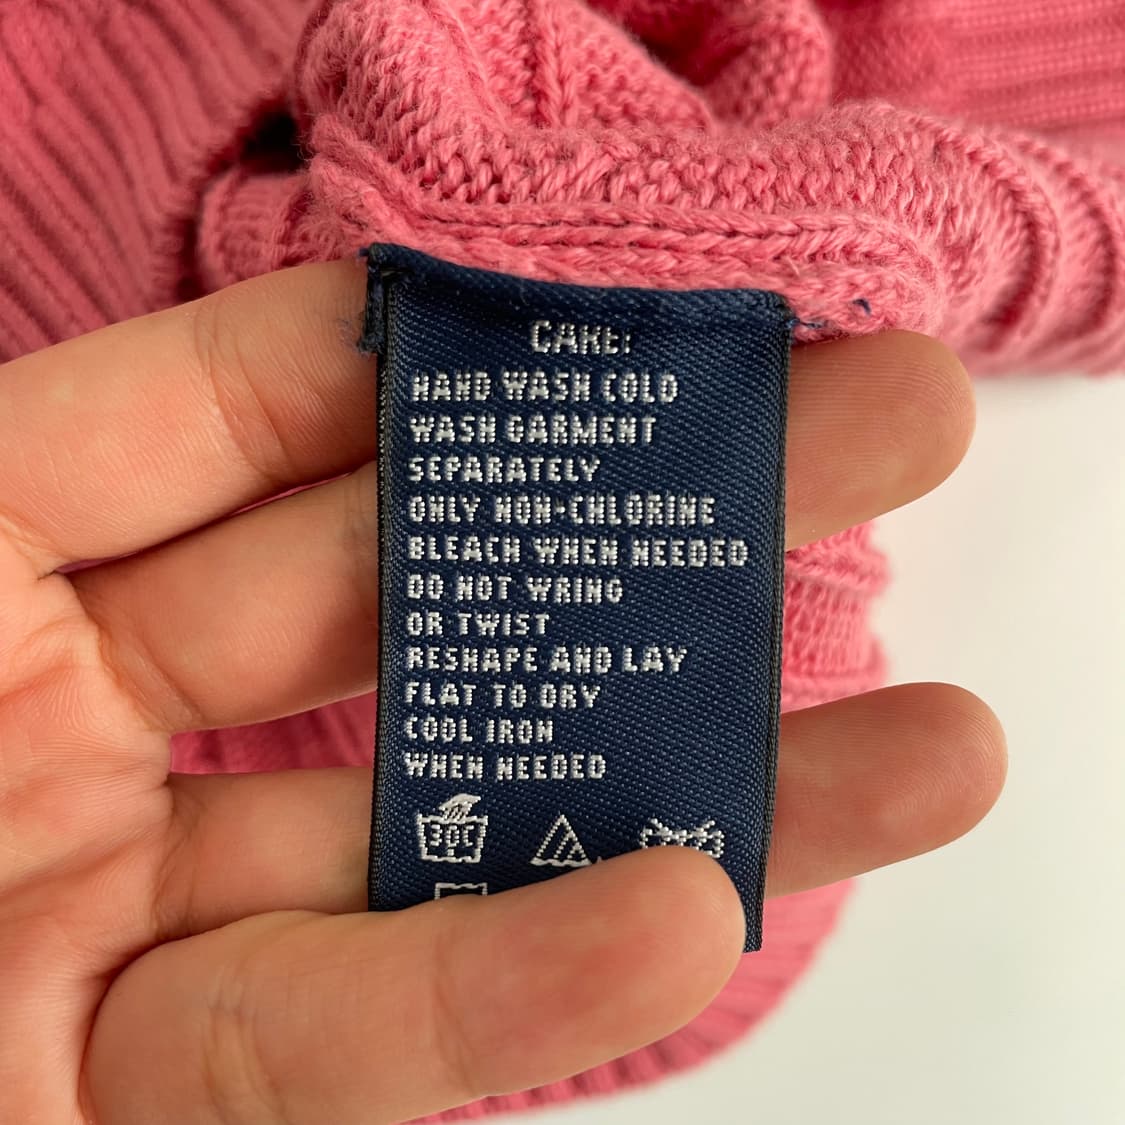 CARE:
HAND WASH COLD
WASH GARMENT
SEPARATELY
ONLY NON-CHLORINE
BLEACH WHEN NEEDED
DO NOT WRING
OR TWIST
RESHAPE AND LAY
FLAT TO DRY
COOL IRON
WHEN NEEDED
30C